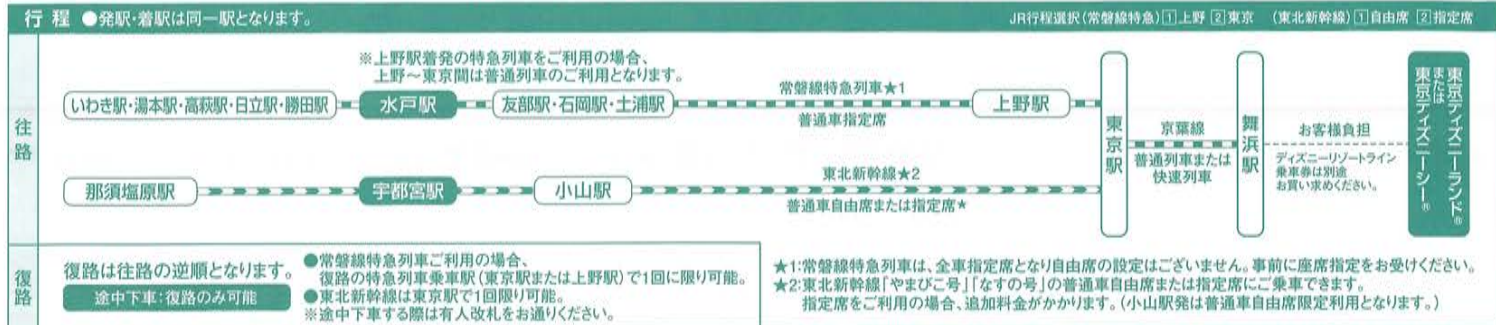 行程 ●発駅・着駅は同一駅となります。
JR行程選択(常磐線特急)1上野 2東京 (東北新幹線)1自由席 2指定席
往路
※上野駅着発の特急列車をご利用の場合、
上野～東京間は普通列車のご利用となります。
いわき駅・湯本駅・高萩駅・日立駅・勝田駅
水戸駅
友部駅・石岡駅・土浦駅
常磐線特急列車★1
普通車指定席
上野駅
那須塩原駅
宇都宮駅
小山駅
東北新幹線★2
普通車自由席または指定席★
東京駅
京葉線
普通列車または
快速列車
舞浜駅
お客様負担
ディズニーリゾートライン
乗車券は別途
お買い求めください。
東京ディズニーランド®
または
東京ディズニーシー®
復路
復路は往路の逆順となります。
途中下車:復路のみ可能
●常磐線特急列車ご利用の場合、
復路の特急列車乗車駅(東京駅または上野駅)で1回に限り可能。
●東北新幹線は東京駅で1回限り可能。
※途中下車する際は有人改札をお通りください。
★1:常磐線特急列車は、全車指定席となり自由席の設定はございません。事前に座席指定をお受けください。
★2:東北新幹線「やまびこ号」「なすの号」の普通車自由席または指定席にご乗車できます。
指定席をご利用の場合、追加料金がかかります。(小山駅発は普通車自由席限定利用となります。)